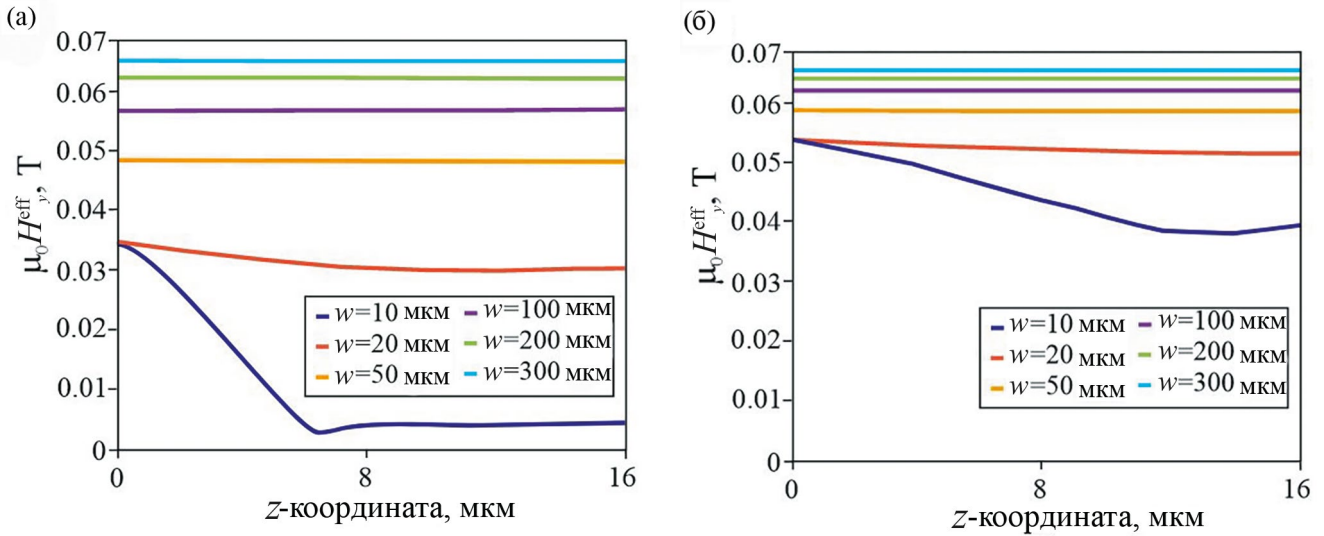 (а)
0.07
0.06
0.05
0.04
0.03
0.02
0.01
0
μ₀Hᵉᶠᶠy, Т
w=10 мкм
w=20 мкм
w=50 мкм
w=100 мкм
w=200 мкм
w=300 мкм
0
8
16
z-координата, мкм
(б)
0.07
0.06
0.05
0.04
0.03
0.02
0.01
0
μ₀Hᵉᶠᶠy, Т
w=10 мкм
w=20 мкм
w=50 мкм
w=100 мкм
w=200 мкм
w=300 мкм
0
8
16
z-координата, мкм